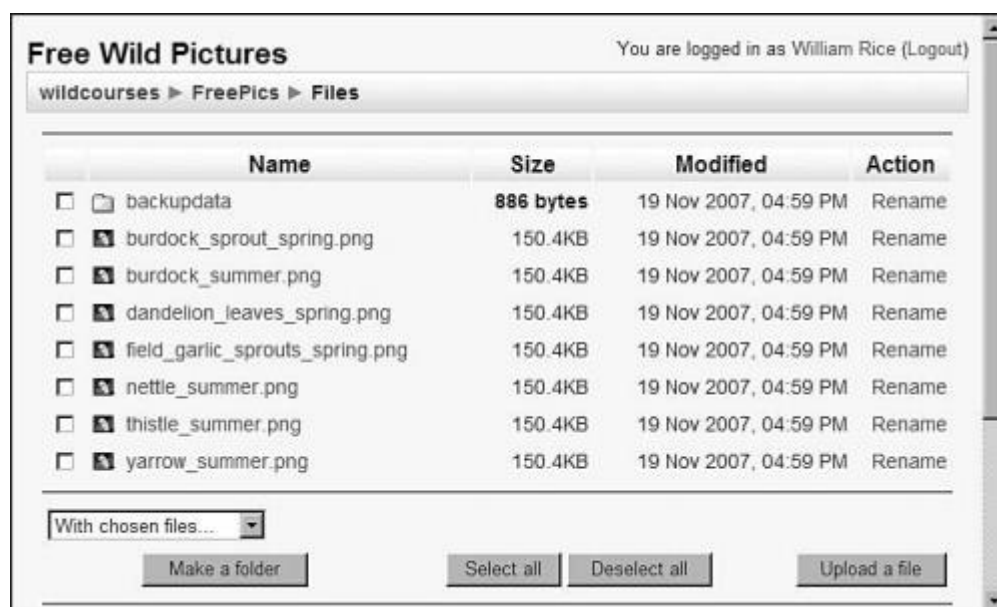 Free Wild Pictures
You are logged in as William Rice (Logout)
wildcourses ► FreePics ► Files
Name Size Modified Action
backupdata 886 bytes 19 Nov 2007, 04:59 PM Rename
burdock_sprout_spring.png 150.4KB 19 Nov 2007, 04:59 PM Rename
burdock_summer.png 150.4KB 19 Nov 2007, 04:59 PM Rename
dandelion_leaves_spring.png 150.4KB 19 Nov 2007, 04:59 PM Rename
field_garlic_sprouts_spring.png 150.4KB 19 Nov 2007, 04:59 PM Rename
nettle_summer.png 150.4KB 19 Nov 2007, 04:59 PM Rename
thistle_summer.png 150.4KB 19 Nov 2007, 04:59 PM Rename
yarrow_summer.png 150.4KB 19 Nov 2007, 04:59 PM Rename
With chosen files...
Make a folder Select all Deselect all Upload a file